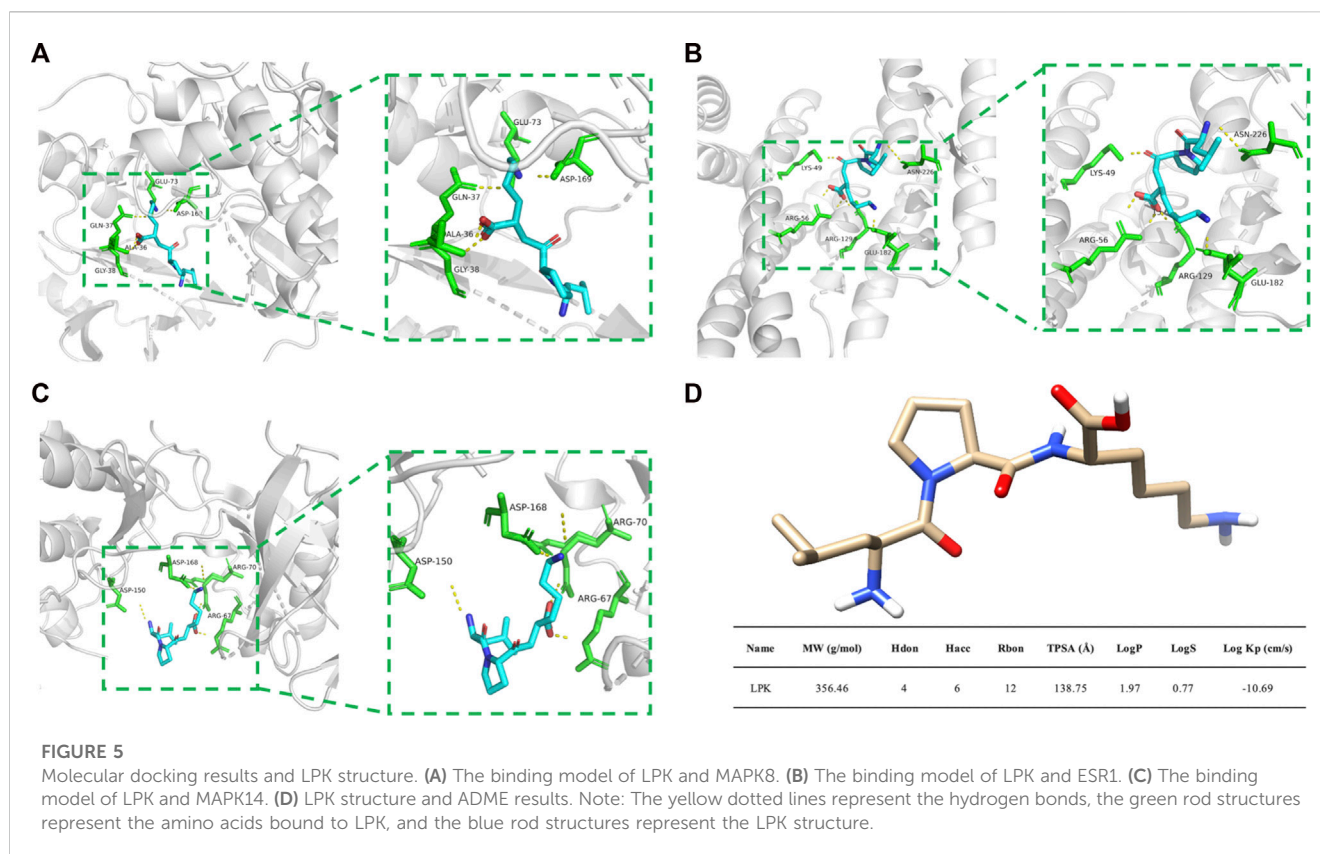 A
GLU-73
ASP-16
GLN-37
ALA-36
GLY-38
GLU-73
GLN-37
ASP-169
ALA-36
GLY-38
B
LYS-49
ASN-226
ARG-56
ARG-129
GLU-182
ASN-226
LYS-49
ARG-56
ARG-129
GLU-182
C
ASP-168
ARG-70
ASP-150
ARG-67
ASP-168
ARG-70
ASP-150
ARG-67
D
Name MW (g/mol) Hdon Hacc Rbon TPSA (Å) LogP LogS Log Kp (cm/s)
LPK 356.46 4 6 12 138.75 1.97 0.77 -10.69
FIGURE 5
Molecular docking results and LPK structure. (A) The binding model of LPK and MAPK8. (B) The binding model of LPK and ESR1. (C) The binding
model of LPK and MAPK14. (D) LPK structure and ADME results. Note: The yellow dotted lines represent the hydrogen bonds, the green rod structures
represent the amino acids bound to LPK, and the blue rod structures represent the LPK structure.